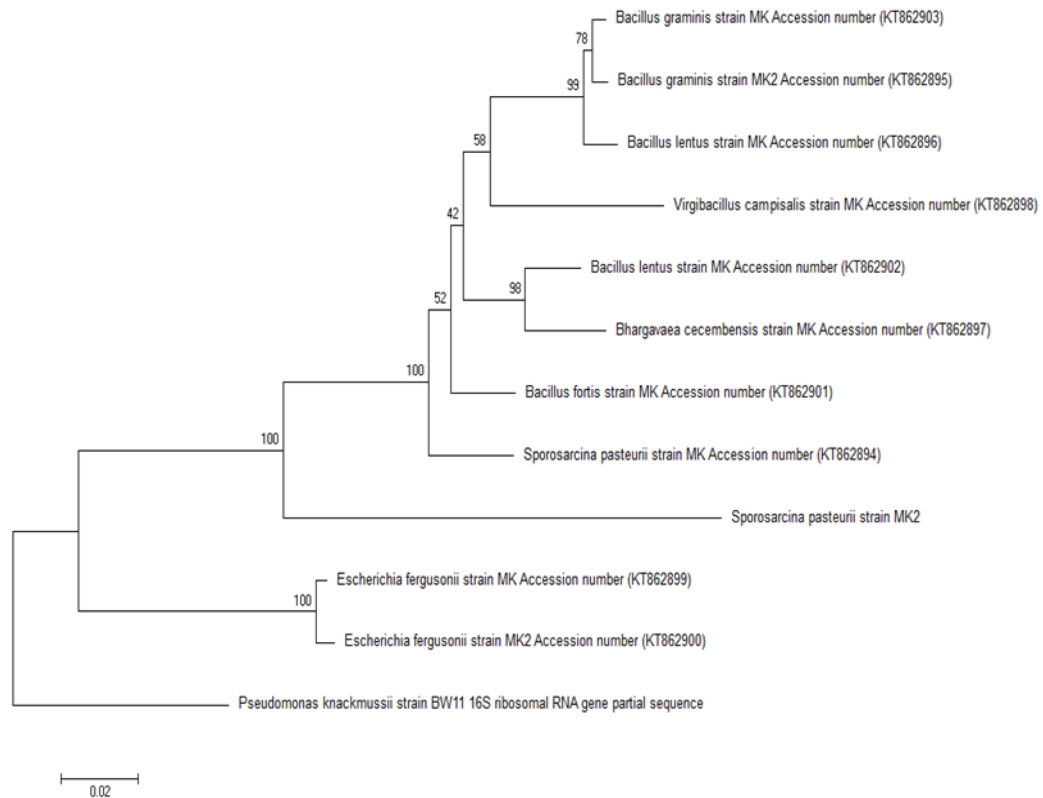 Bacillus graminis strain MK Accession number (KT862903)
78
Bacillus graminis strain MK2 Accession number (KT862895)
99
Bacillus lentus strain MK Accession number (KT862896)
58
Virgibacillus campisalis strain MK Accession number (KT862898)
42
Bacillus lentus strain MK Accession number (KT862902)
98
52
Bhargavaea cecembensis strain MK Accession number (KT862897)
100
Bacillus fortis strain MK Accession number (KT862901)
100
Sporosarcina pasteurii strain MK Accession number (KT862894)
Sporosarcina pasteurii strain MK2
Escherichia fergusonii strain MK Accession number (KT862899)
100
Escherichia fergusonii strain MK2 Accession number (KT862900)
Pseudomonas knackmussii strain BW11 16S ribosomal RNA gene partial sequence
0.02